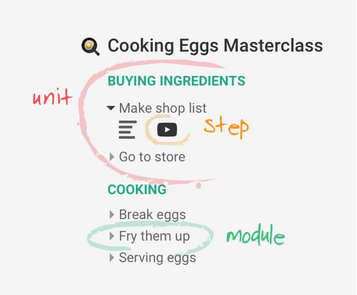 Cooking Eggs Masterclass
BUYING INGREDIENTS
unit
Make shop list
step
Go to store
COOKING
Break eggs
Fry them up
module
Serving eggs